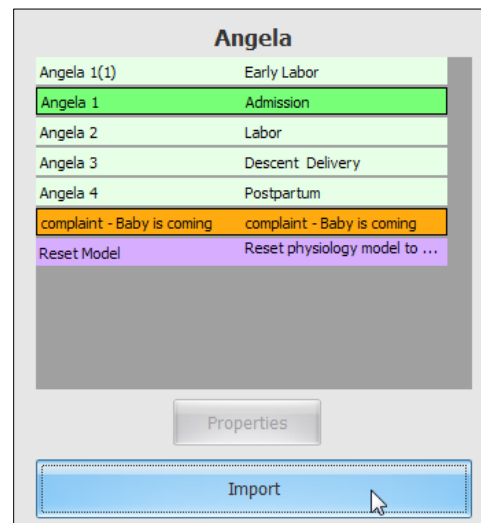 Angela
Angela 1(1) Early Labor
Angela 1 Admission
Angela 2 Labor
Angela 3 Descent Delivery
Angela 4 Postpartum
complaint - Baby is coming complaint - Baby is coming
Reset Model Reset physiology model to ...
Properties
Import